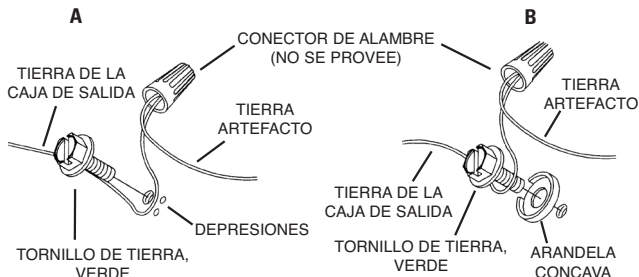 A
B
CONECTOR DE ALAMBRE
(NO SE PROVEE)
TIERRA DE LA
CAJA DE SALIDA
TIERRA
ARTEFACTO
DEPRESIONES
TORNILLO DE TIERRA,
VERDE
TIERRA
ARTEFACTO
TIERRA DE LA
CAJA DE SALIDA
TORNILLO DE TIERRA,
VERDE
ARANDELA
CONCAVA